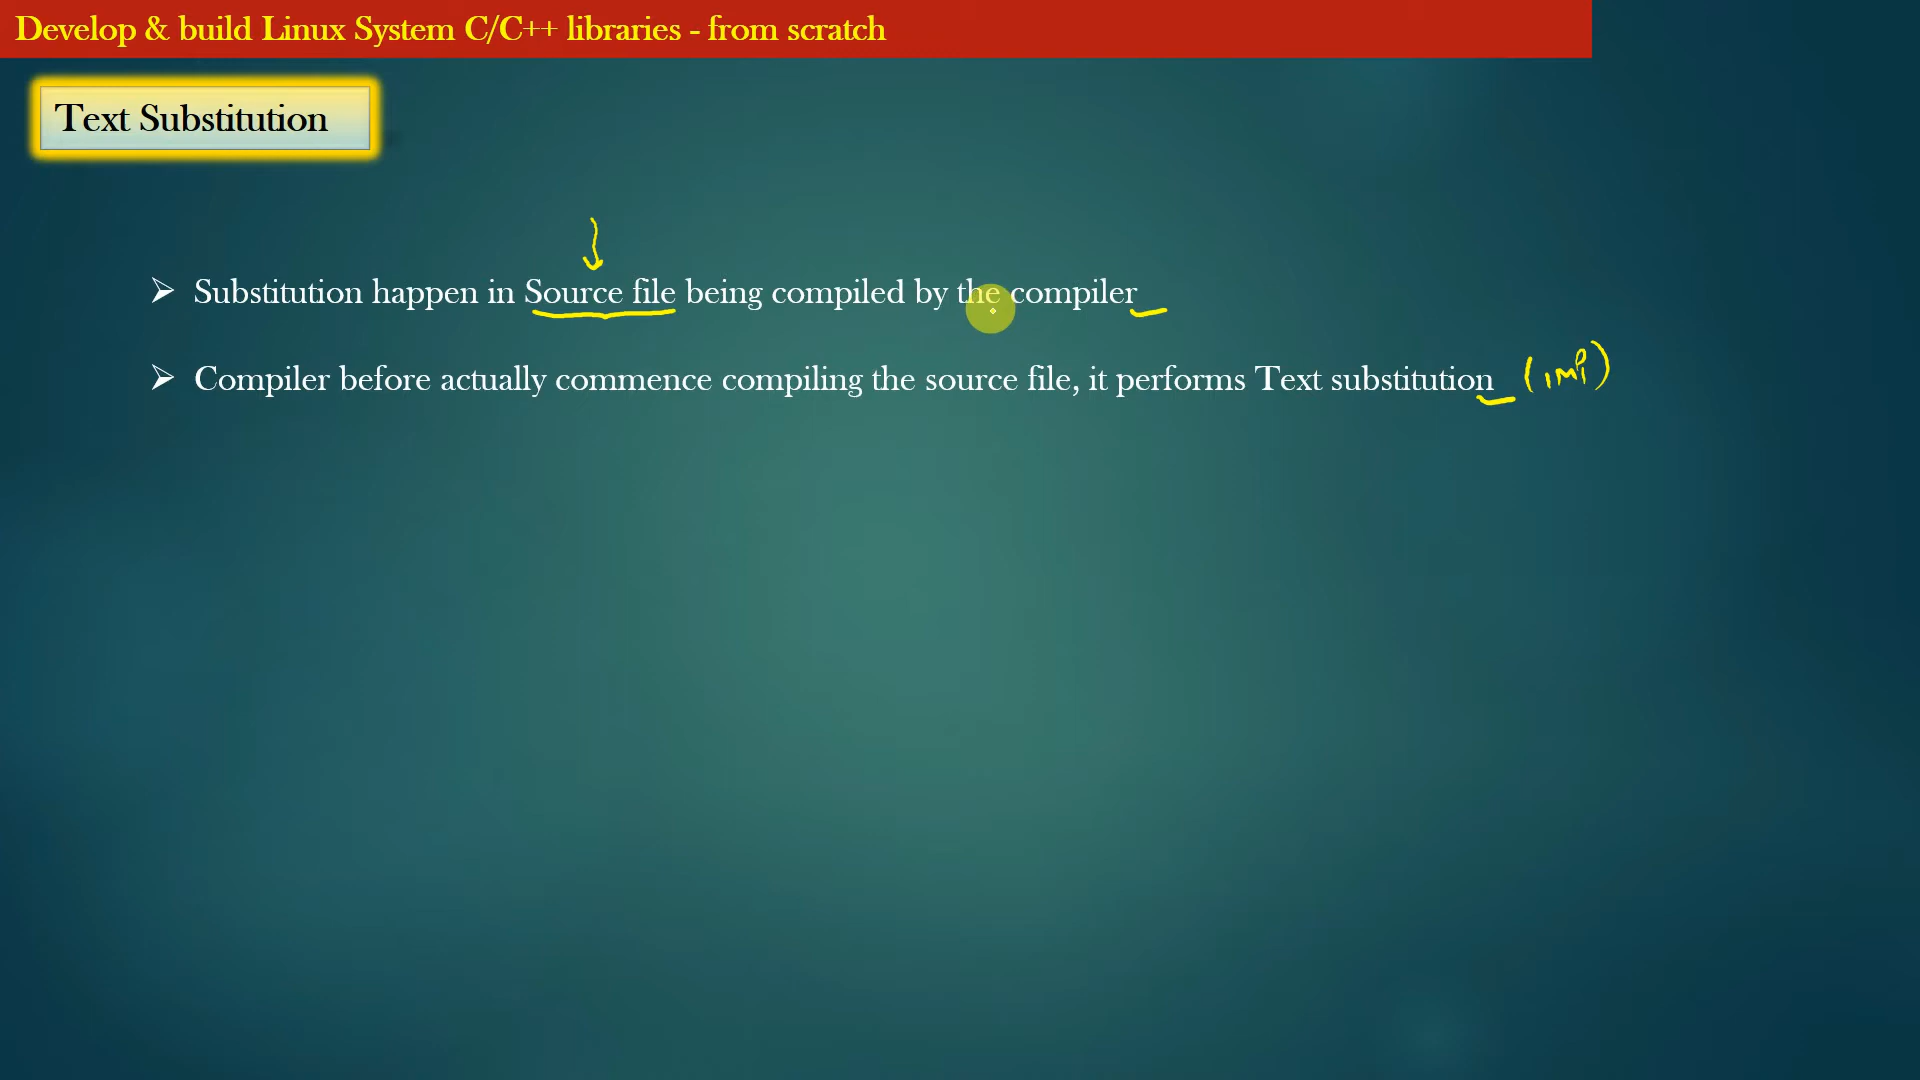 Develop & build Linux System C/C++ libraries - from scratch
Text Substitution
➢ Substitution happen in Source file being compiled by the compiler
➢ Compiler before actually commence compiling the source file, it performs Text substitution (imp)